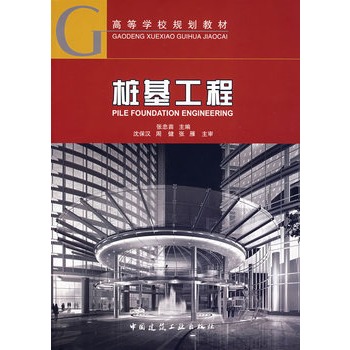 G 高等学校规划教材
GAODENG XUEXIAO GUIHUA JIAOCAI
桩基工程
PILE FOUNDATION ENGINEERING
张忠苗 主编
沈保汉 周健 张雁 主审
中国建筑工业出版社